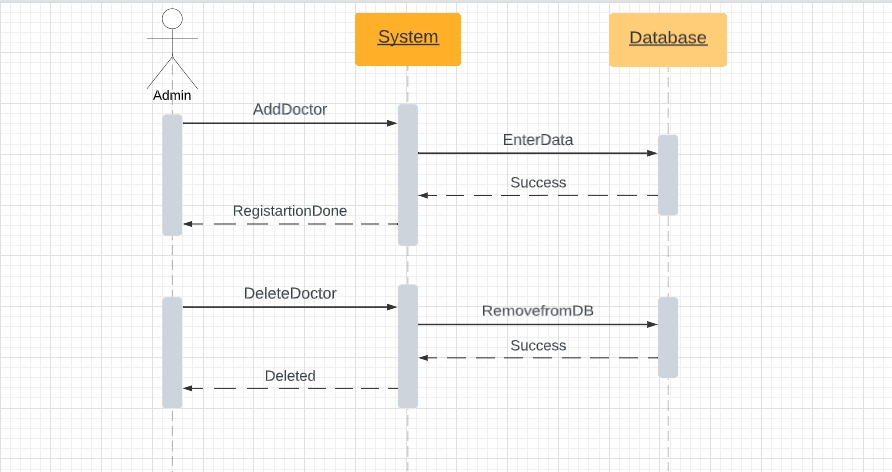 System
Database
Admin
AddDoctor
EnterData
Success
RegistartionDone
DeleteDoctor
RemovefromDB
Success
Deleted